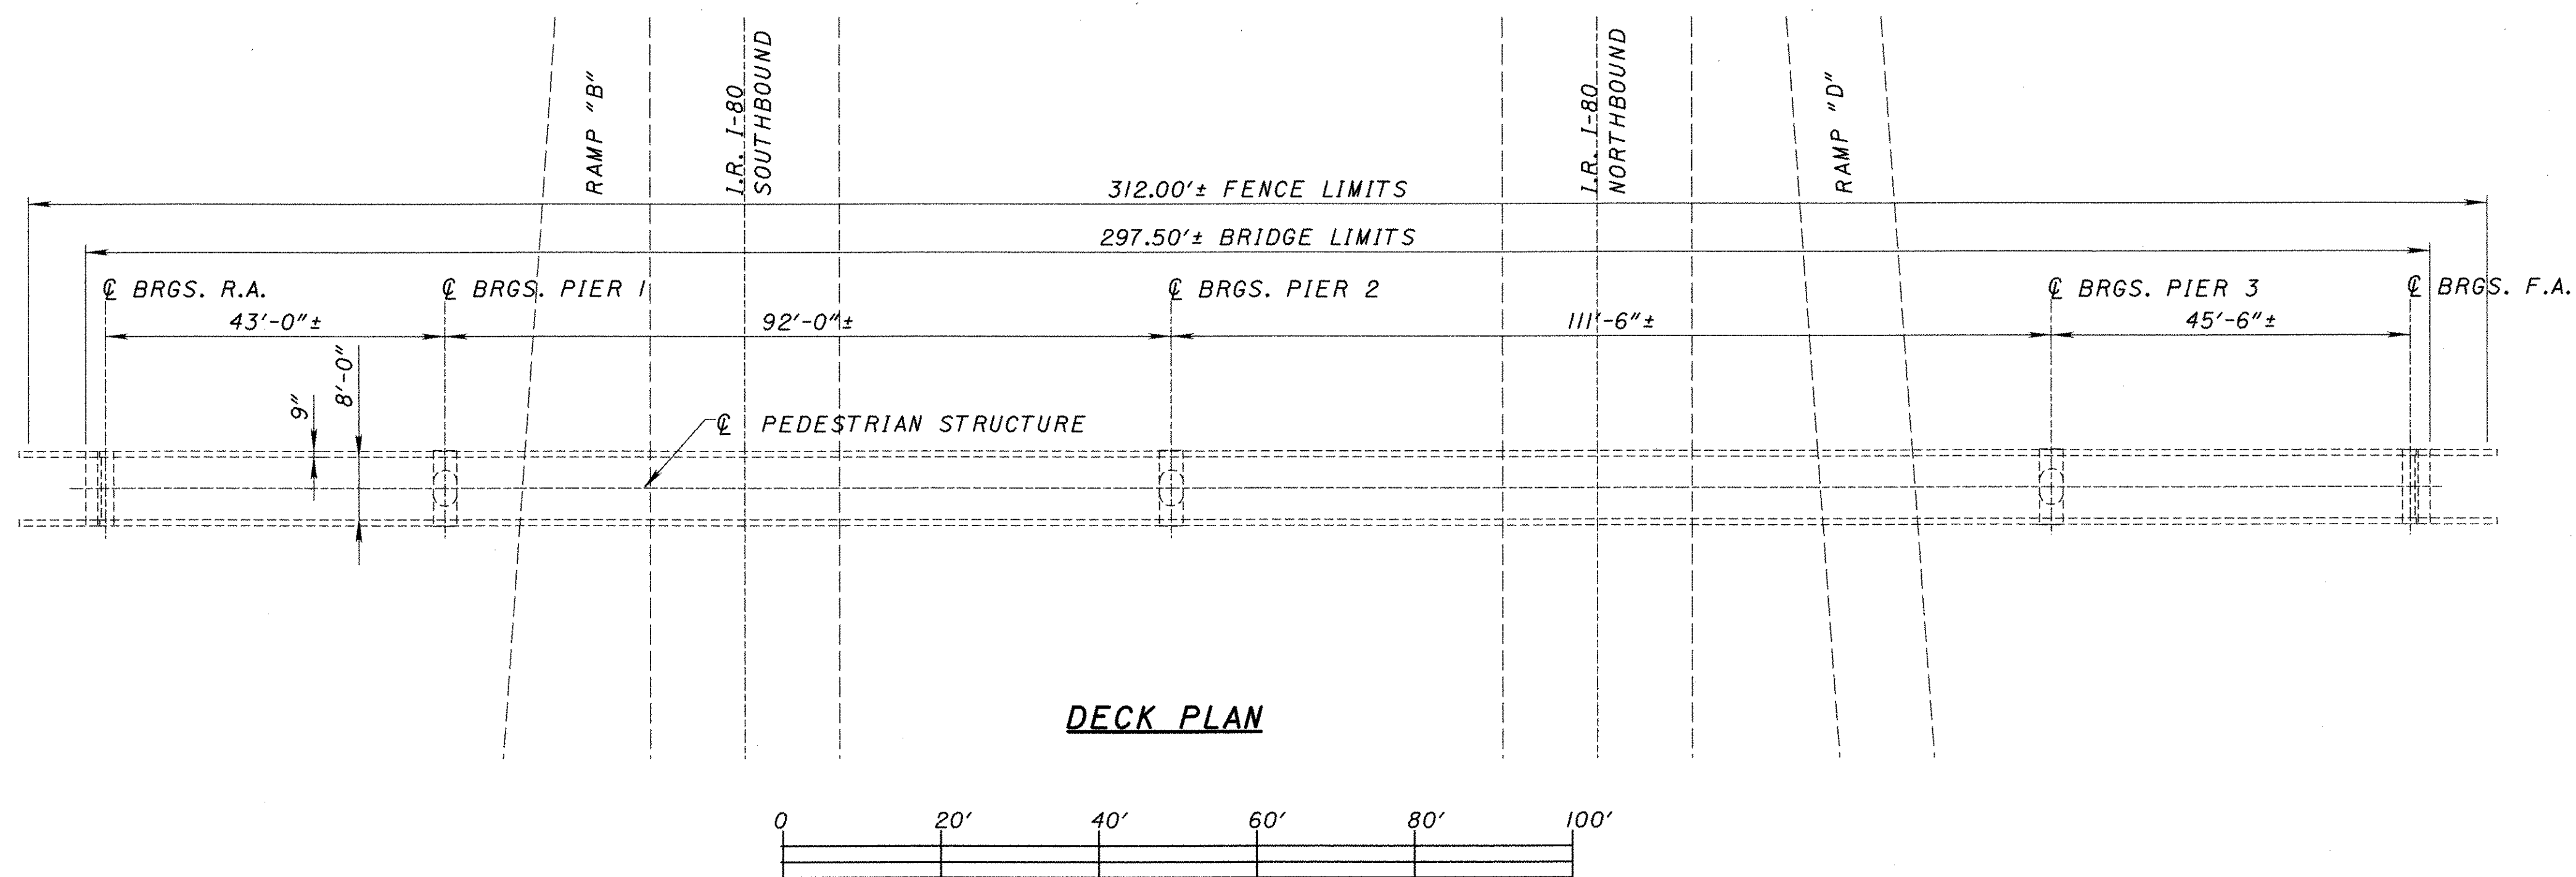 RAMP "B"
I.R. I-80
SOUTHBOUND
I.R. I-80
NORTHBOUND
RAMP "D"
312.00'± FENCE LIMITS
297.50'± BRIDGE LIMITS
℄ BRGS. R.A.
℄ BRGS. PIER 1
℄ BRGS. PIER 2
℄ BRGS. PIER 3
℄ BRGS. F.A.
43'-0"±
92'-0"±
111'-6"±
45'-6"±
9"
8'-0"
℄ PEDESTRIAN STRUCTURE
DECK PLAN
0 20' 40' 60' 80' 100'